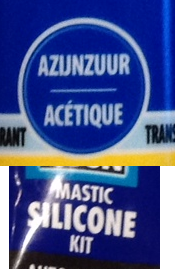 AZIJNZUUR
ACÉTIQUE
RANT
TRANS
MASTIC
SILICONE
KIT